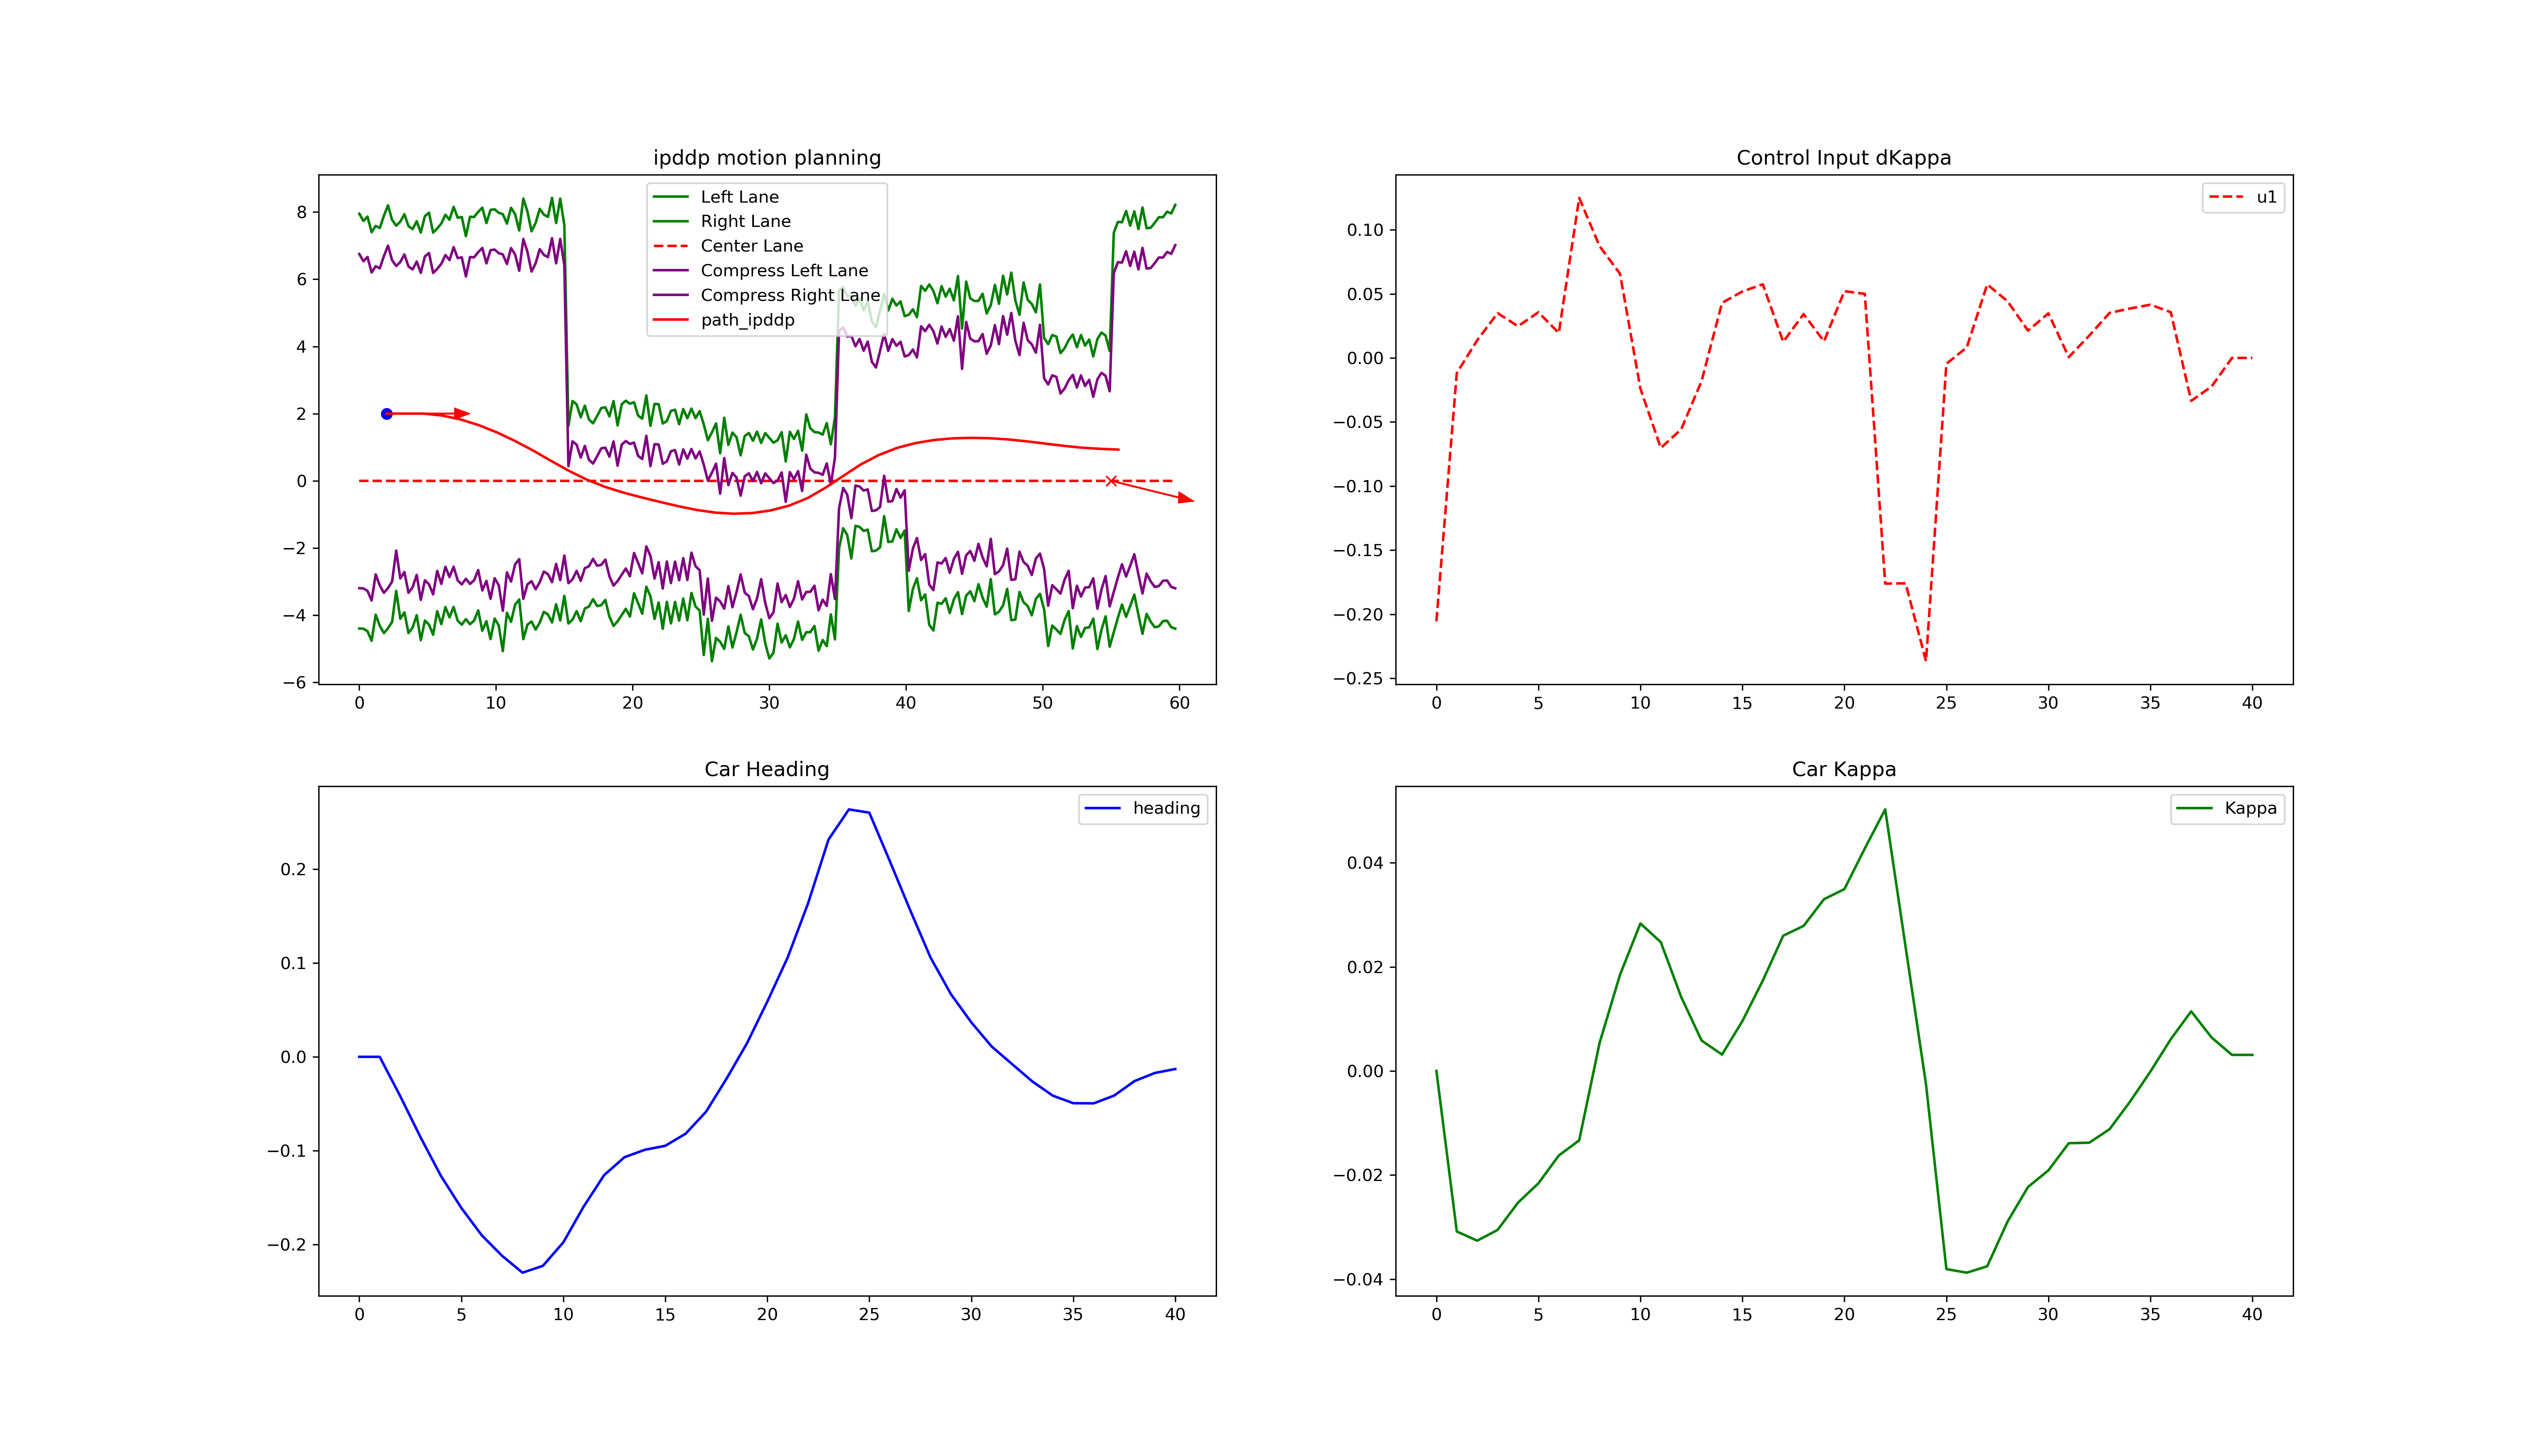 ipddp motion planning
Left Lane
Right Lane
Center Lane
Compress Left Lane
Compress Right Lane
path_ipddp
8
6
4
2
0
−2
−4
−6
0 10 20 30 40 50 60
Control Input dKappa
u1
0.10
0.05
0.00
−0.05
−0.10
−0.15
−0.20
−0.25
0 5 10 15 20 25 30 35 40
Car Heading
heading
0.2
0.1
0.0
−0.1
−0.2
0 5 10 15 20 25 30 35 40
Car Kappa
Kappa
0.04
0.02
0.00
−0.02
−0.04
0 5 10 15 20 25 30 35 40